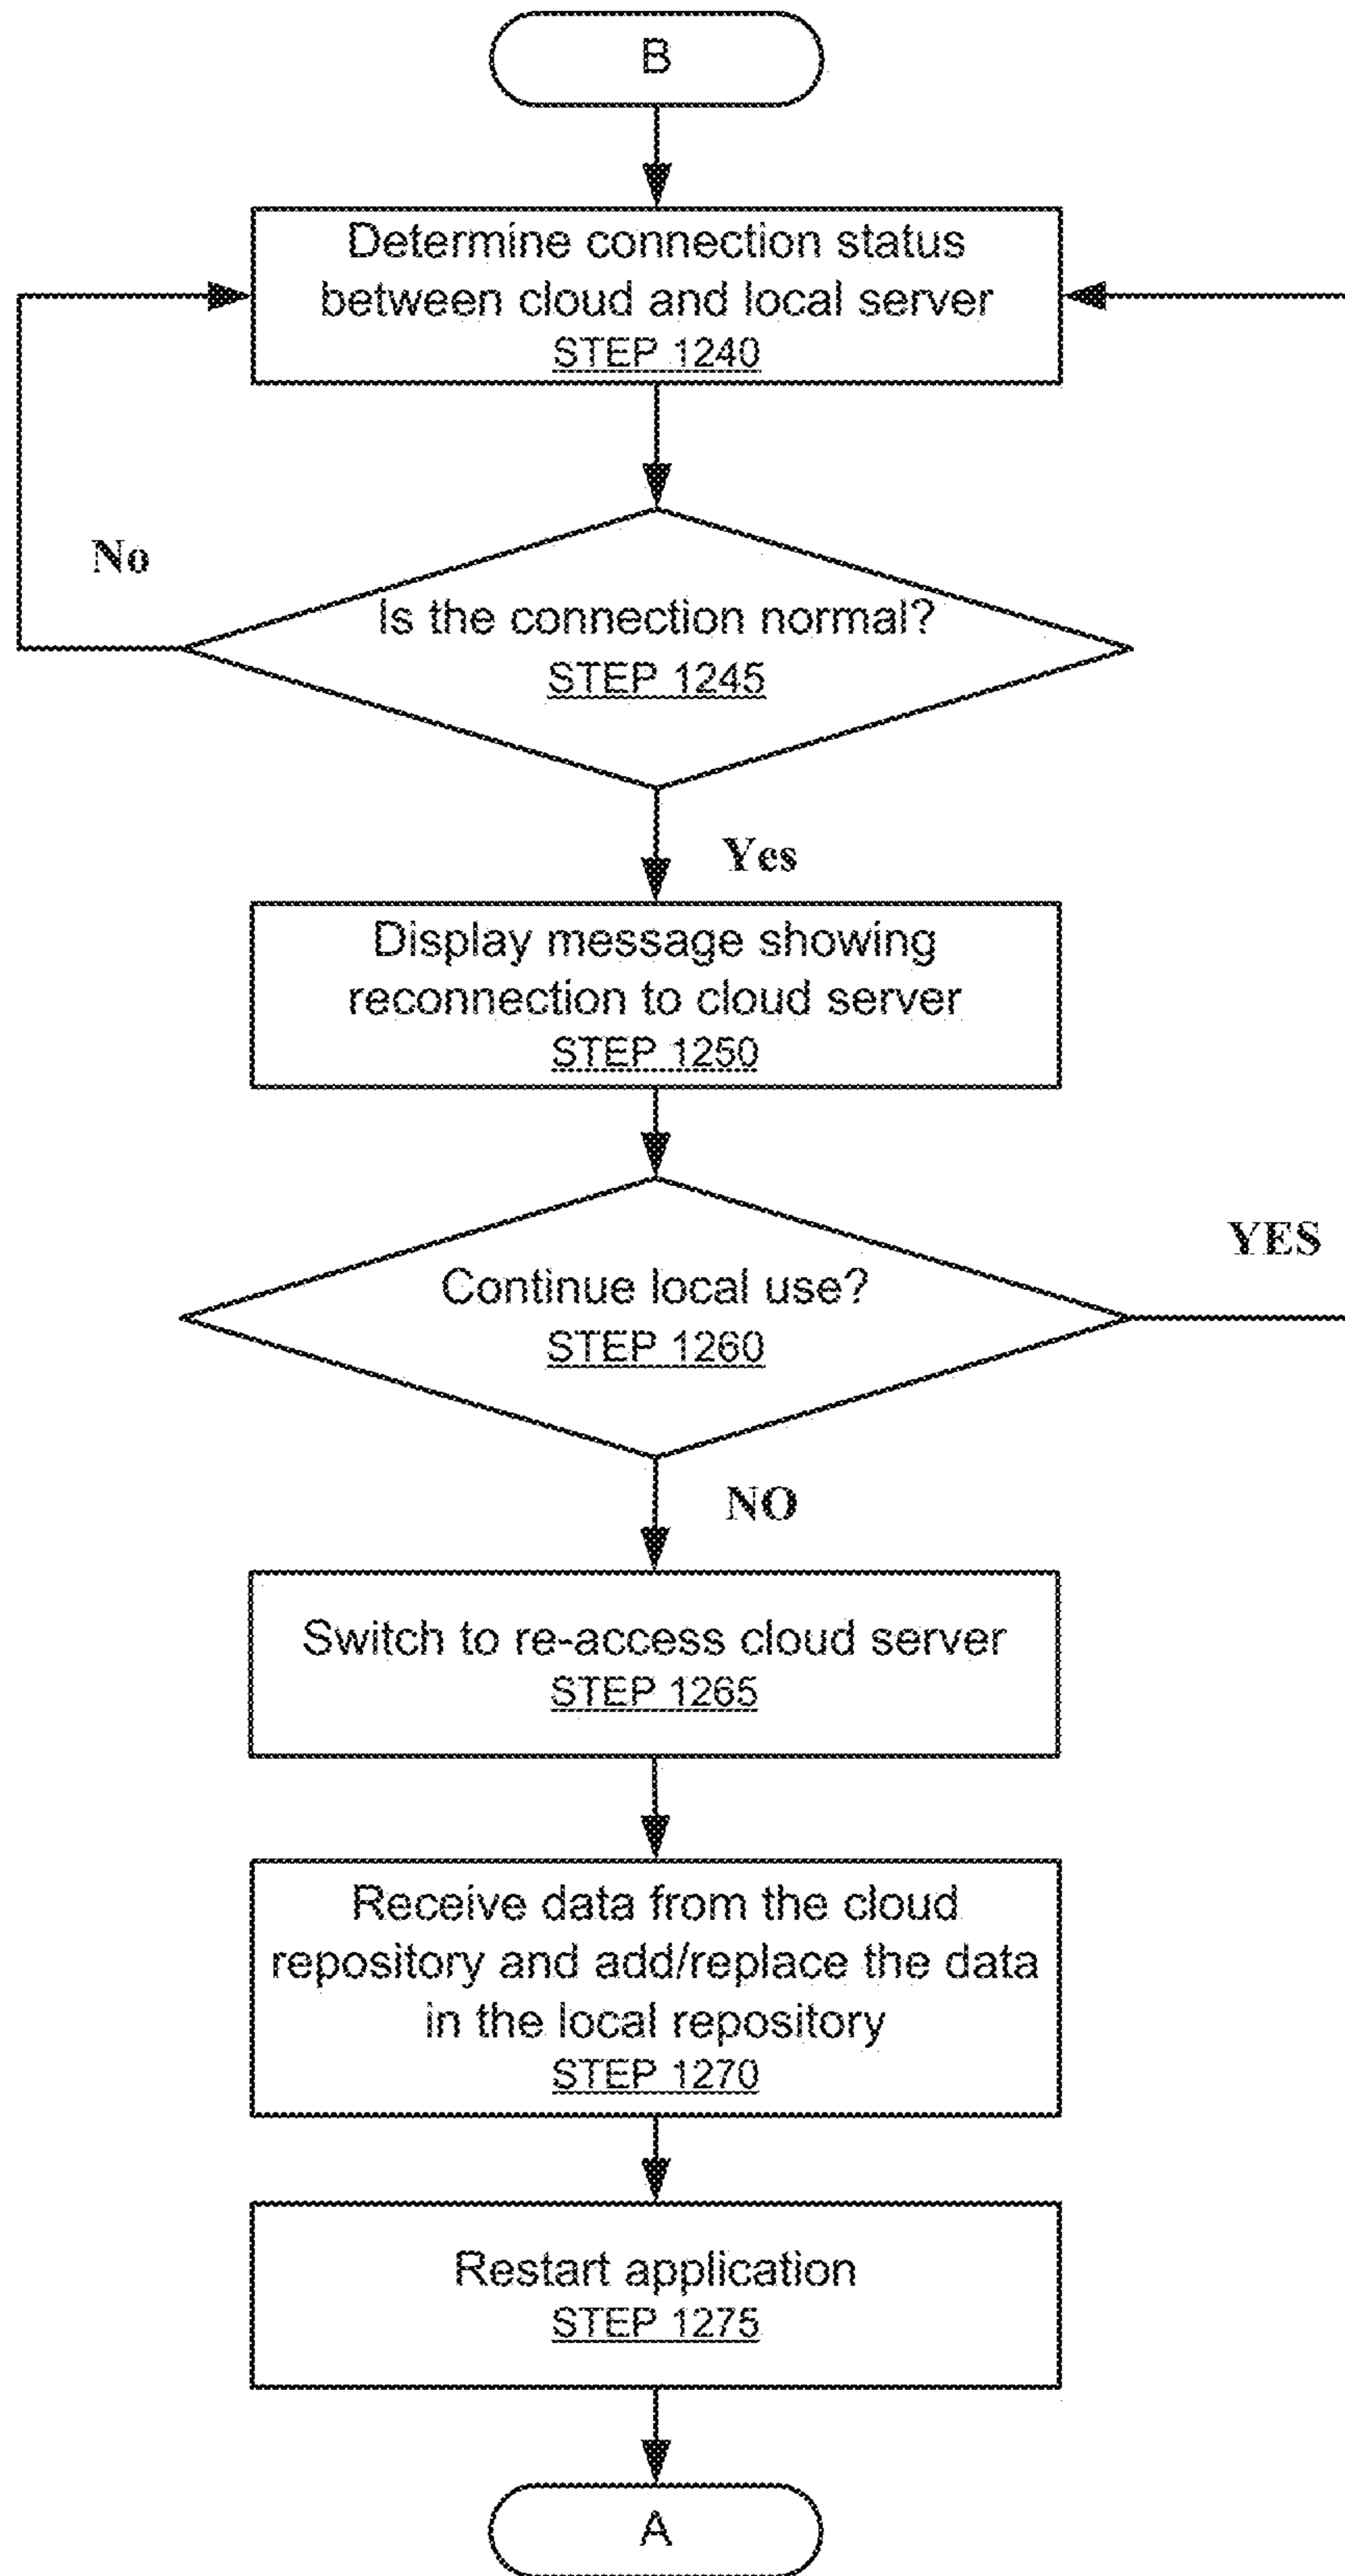 B
Determine connection status
between cloud and local server
STEP 1240
No
Is the connection normal?
STEP 1245
Yes
Display message showing
reconnection to cloud server
STEP 1250
YES
Continue local use?
STEP 1260
NO
Switch to re-access cloud server
STEP 1265
Receive data from the cloud
repository and add/replace the data
in the local repository
STEP 1270
Restart application
STEP 1275
A